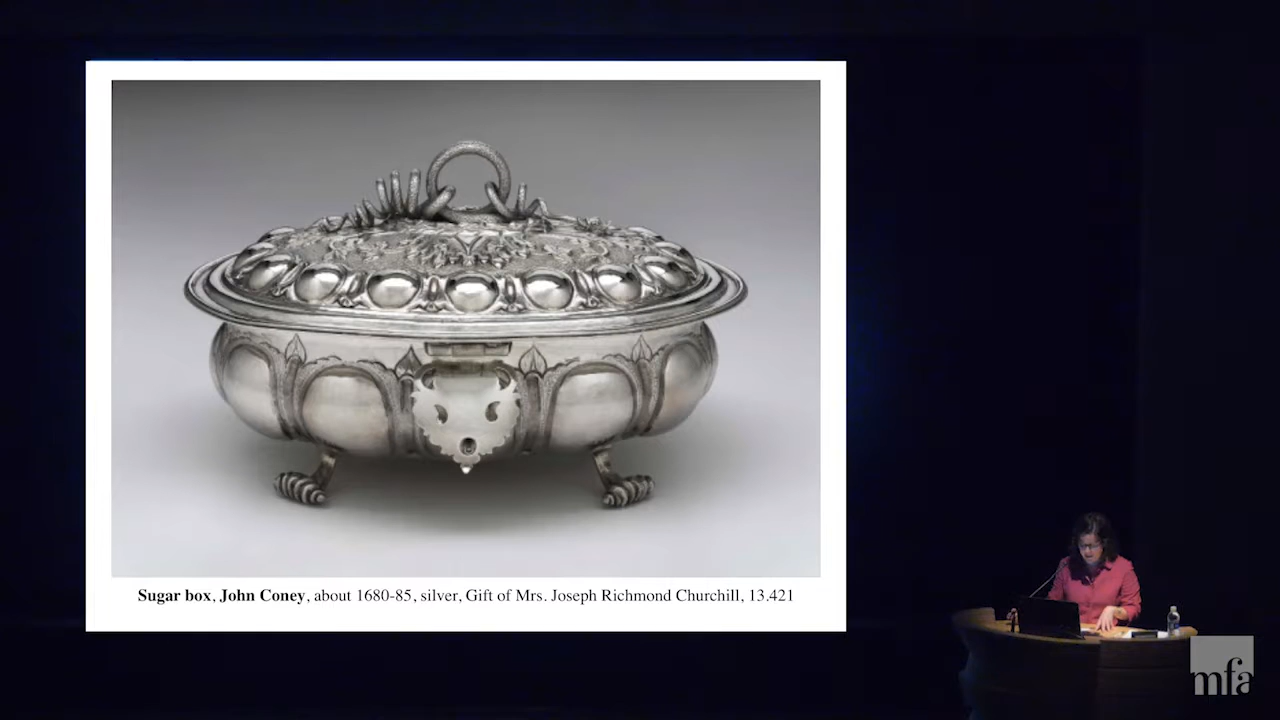 Sugar box, John Coney, about 1680-85, silver, Gift of Mrs. Joseph Richmond Churchill, 13.421
mfa